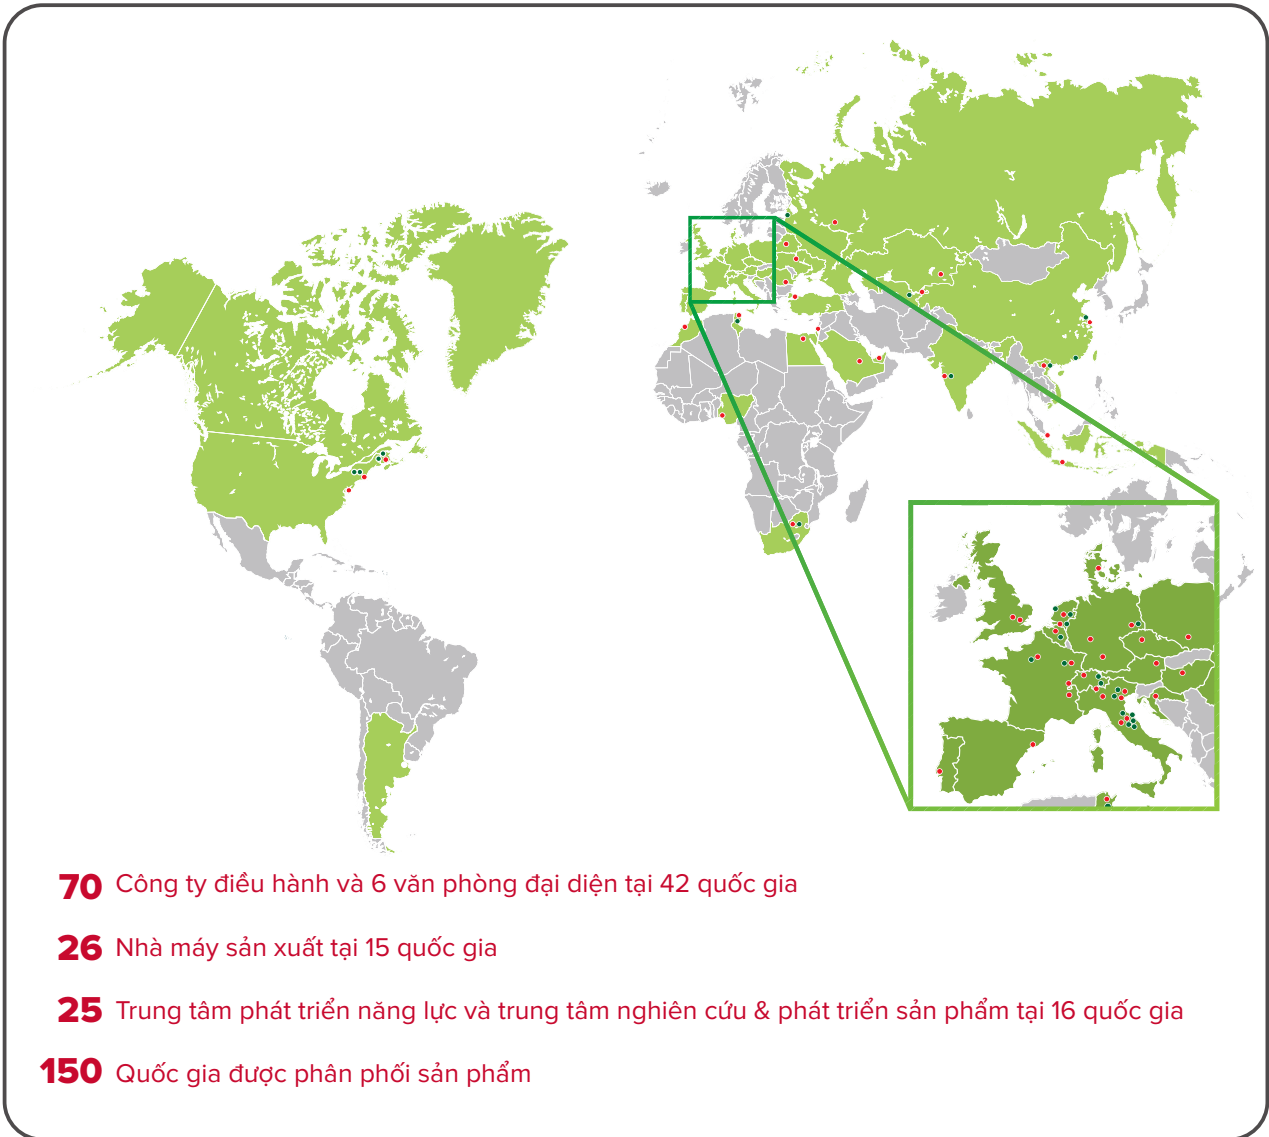 70 Công ty điều hành và 6 văn phòng đại diện tại 42 quốc gia
26 Nhà máy sản xuất tại 15 quốc gia
25 Trung tâm phát triển năng lực và trung tâm nghiên cứu & phát triển sản phẩm tại 16 quốc gia
150 Quốc gia được phân phối sản phẩm